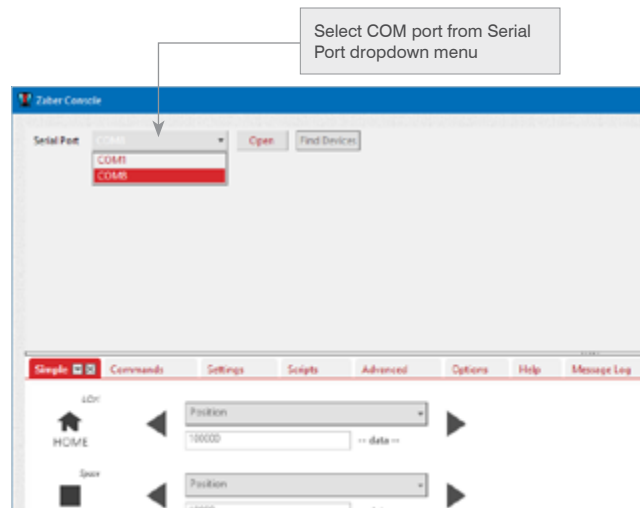 Select COM port from Serial
Port dropdown menu
Zaber Console
Serial Port
Open
Find Devices
COM1
COM8
Simple
Commands
Settings
Scripts
Advanced
Options
Help
Message Log
HOME
Position
100000
-- data --
Position